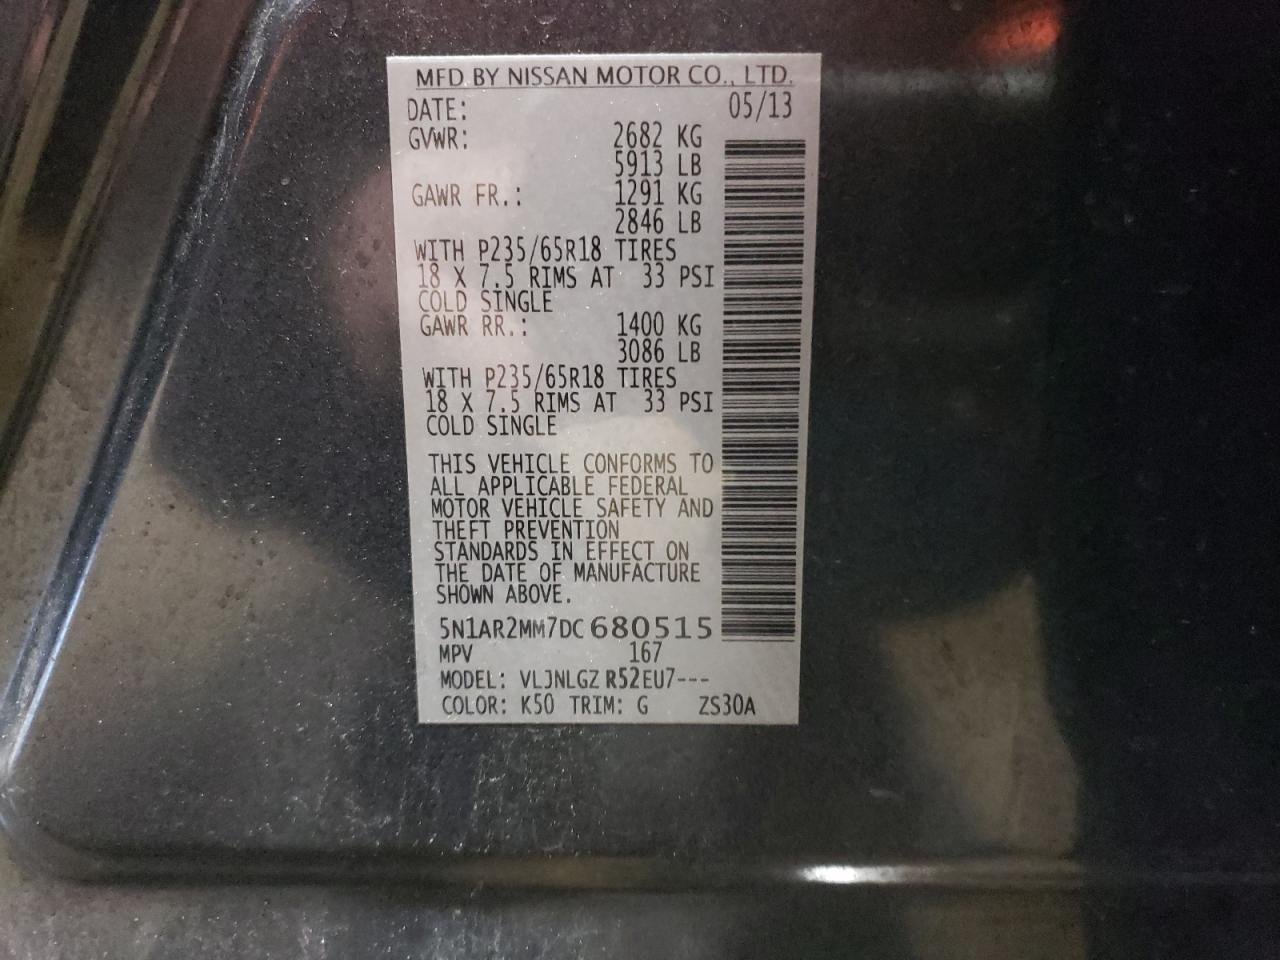 MFD. BY NISSAN MOTOR CO., LTD.
DATE: 05/13
GVWR: 2682 KG
5913 LB
GAWR FR.: 1291 KG
2846 LB
WITH P235/65R18 TIRES
18 X 7.5 RIMS AT 33 PSI
COLD SINGLE
GAWR RR.: 1400 KG
3086 LB
WITH P235/65R18 TIRES
18 X 7.5 RIMS AT 33 PSI
COLD SINGLE
THIS VEHICLE CONFORMS TO
ALL APPLICABLE FEDERAL
MOTOR VEHICLE SAFETY AND
THEFT PREVENTION
STANDARDS IN EFFECT ON
THE DATE OF MANUFACTURE
SHOWN ABOVE.
5N1AR2MM7DC680515
MPV 167
MODEL: VLJNLGZ R52EU7---
COLOR: K50 TRIM: G ZS30A